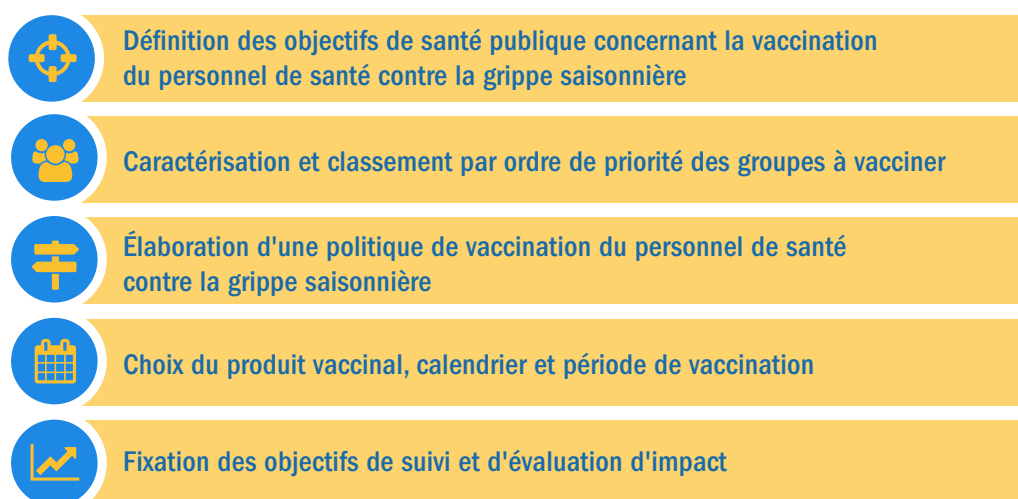 Définition des objectifs de santé publique concernant la vaccination
du personnel de santé contre la grippe saisonnière
Caractérisation et classement par ordre de priorité des groupes à vacciner
Élaboration d'une politique de vaccination du personnel de santé
contre la grippe saisonnière
Choix du produit vaccinal, calendrier et période de vaccination
Fixation des objectifs de suivi et d'évaluation d'impact